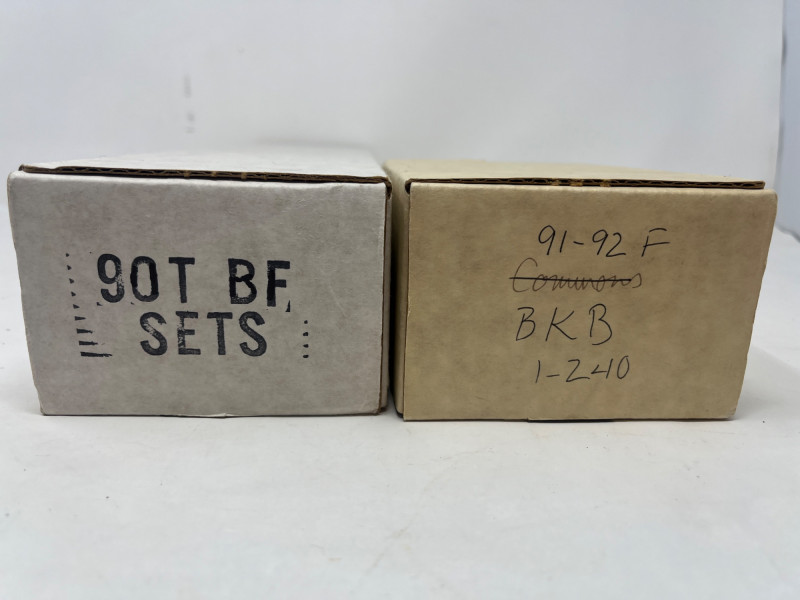 90T BF
SETS
91-92 F
Commons
BKB
1-240